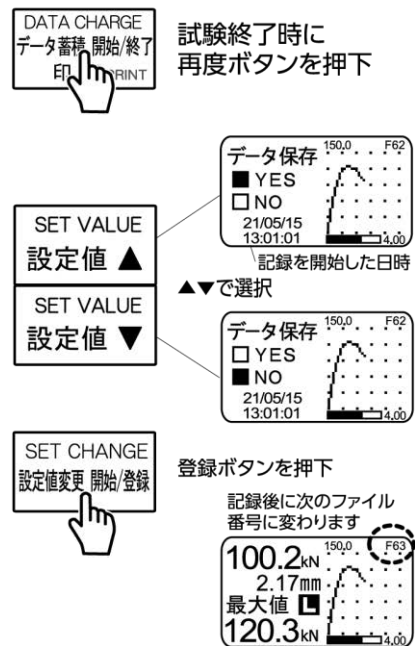 DATA CHARGE
データ蓄積 開始/終了
印 PRINT
試験終了時に
再度ボタンを押下
150.0 F62
データ保存
■ YES
□ NO
21/05/15
13:01:01
4.00
記録を開始した日時
SET VALUE
設定値 ▲
SET VALUE
設定値 ▼
▲▼で選択
150.0 F62
データ保存
□ YES
■ NO
21/05/15
13:01:01
4.00
SET CHANGE
設定値変更 開始/登録
登録ボタンを押下
記録後に次のファイル
番号に変わります
150.0 F63
100.2kN
2.17mm
最大値 L
120.3kN
4.00